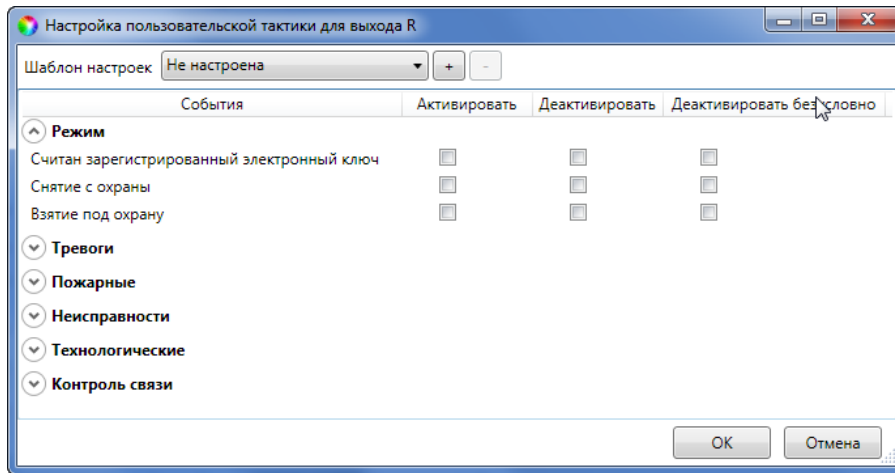 Настройка пользовательской тактики для выхода R
Шаблон настроек Не настроена + -
События Активировать Деактивировать Деактивировать безусловно
Режим
Считан зарегистрированный электронный ключ
Снятие с охраны
Взятие под охрану
Тревоги
Пожарные
Неисправности
Технологические
Контроль связи
OK Отмена